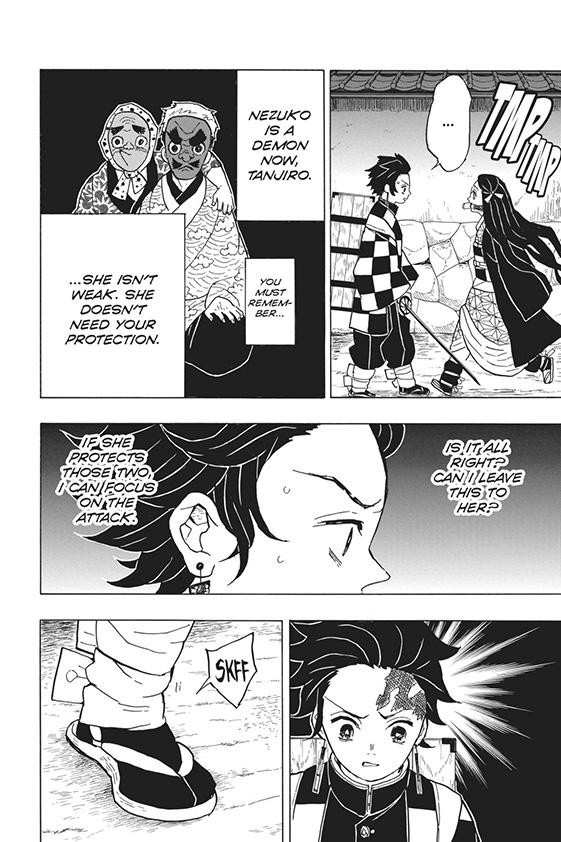 ...
TMP
TMP
NEZUKO
IS A
DEMON
NOW,
TANJIRO.
YOU
MUST
REMEM-
BER...
...SHE ISN'T
WEAK. SHE
DOESN'T
NEED YOUR
PROTECTION.
IS IT ALL
RIGHT?
CAN I LEAVE
THIS TO
HER?
IF SHE
PROTECTS
THOSE TWO,
I CAN FOCUS
ON THE
ATTACK.
SKFF